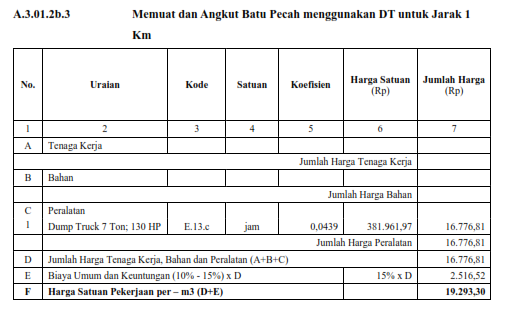 A.3.01.2b.3 Memuat dan Angkut Batu Pecah menggunakan DT untuk Jarak 1
Km
No. Uraian Kode Satuan Koefisien Harga Satuan (Rp) Jumlah Harga (Rp)
1 2 3 4 5 6 7
A Tenaga Kerja
Jumlah Harga Tenaga Kerja
B Bahan
Jumlah Harga Bahan
C Peralatan
1 Dump Truck 7 Ton; 130 HP E.13.c jam 0,0439 381.961,97 16.776,81
Jumlah Harga Peralatan 16.776,81
D Jumlah Harga Tenaga Kerja, Bahan dan Peralatan (A+B+C) 16.776,81
E Biaya Umum dan Keuntungan (10% - 15%) x D 15% x D 2.516,52
F Harga Satuan Pekerjaan per – m3 (D+E) 19.293,30